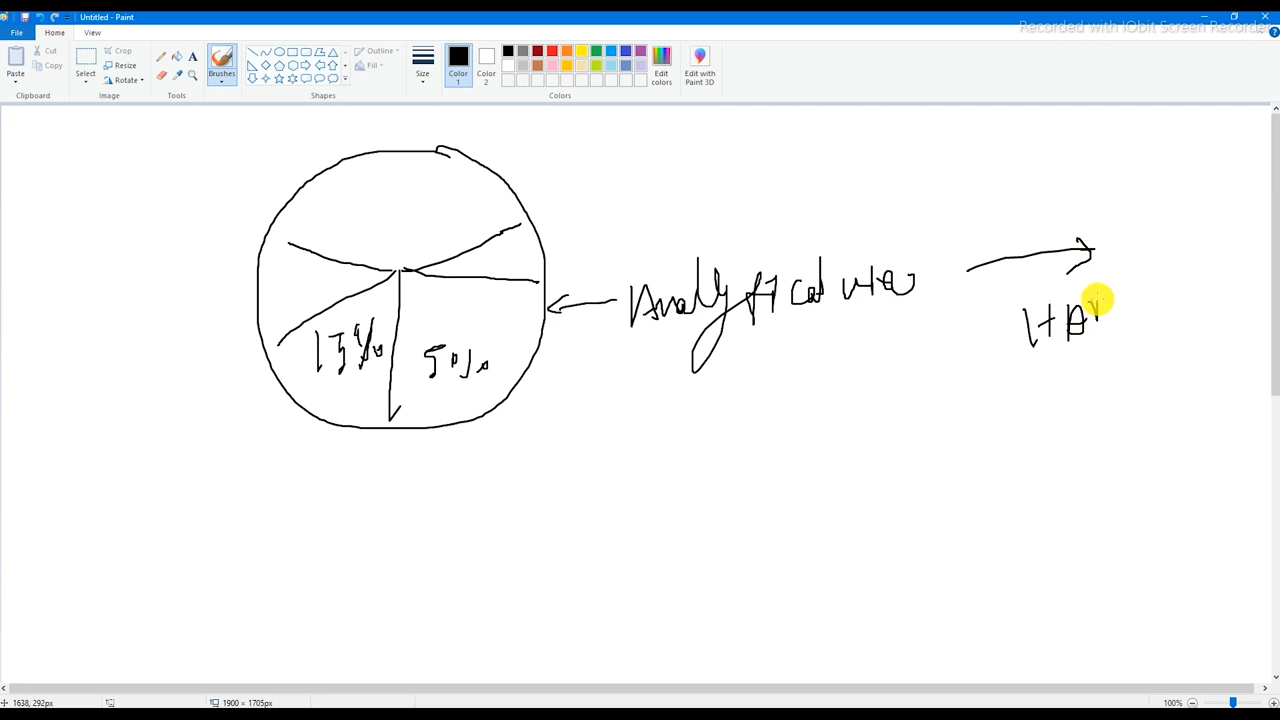 Untitled - Paint
Recorded with IObit Screen Recorder
File Home View
Paste
Cut
Copy
Clipboard
Select
Crop
Resize
Rotate
Image
Tools
Brushes
Shapes
Outline
Fill
Size
Color 1
Color 2
Colors
Edit colors
Edit with Paint 3D
Analytical view
15%
50%
1638, 292px
1900 × 1705px
100%